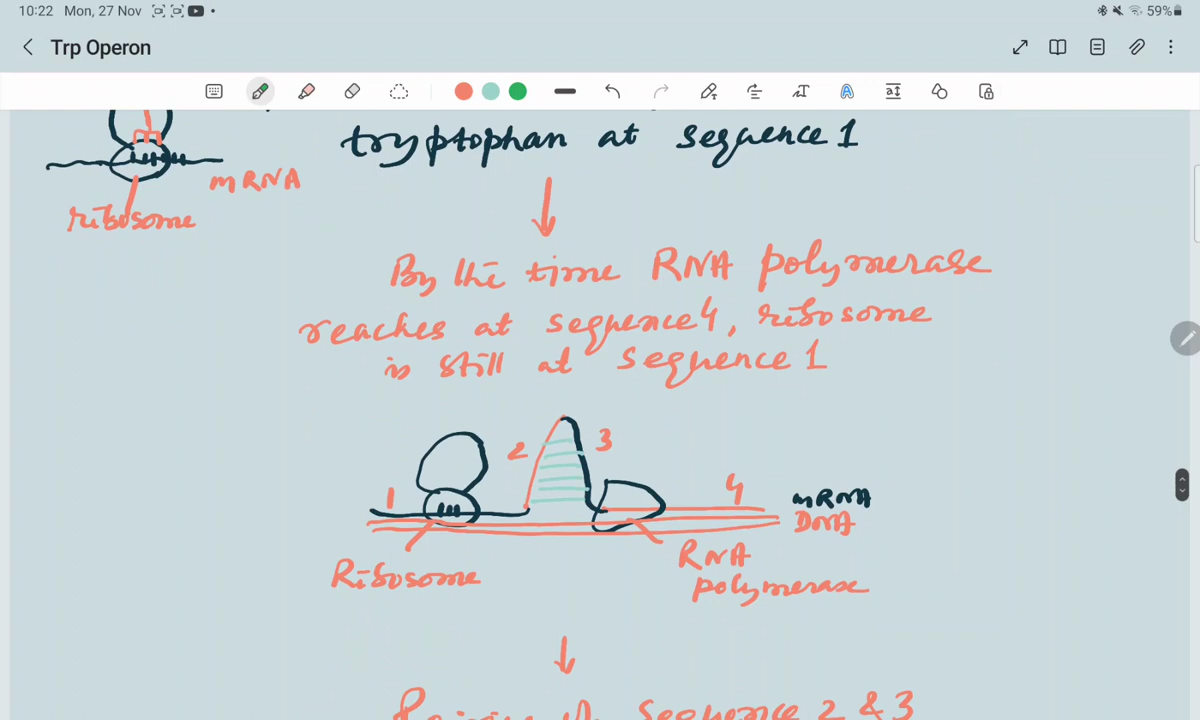 10:22 Mon, 27 Nov
59%
Trp Operon
tryptophan at sequence 1
mRNA
ribosome
By the time RNA polymerase
reaches at sequence 4, ribosome
is still at sequence 1
2 3
1 4 mRNA
DNA
Ribosome
RNA
polymerase
sequence 2 & 3